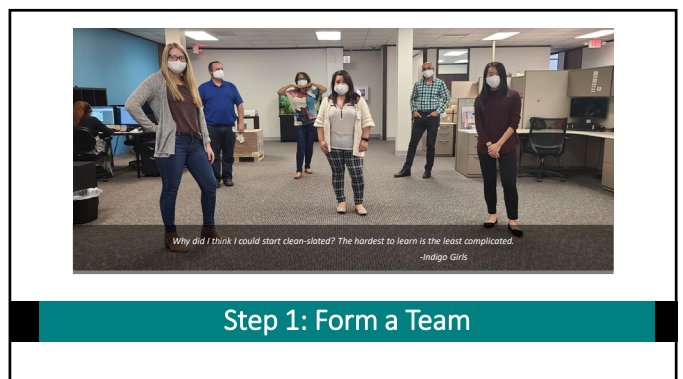 Why did I think I could start clean-slated? The hardest to learn is the least complicated.
-Indigo Girls
Step 1: Form a Team